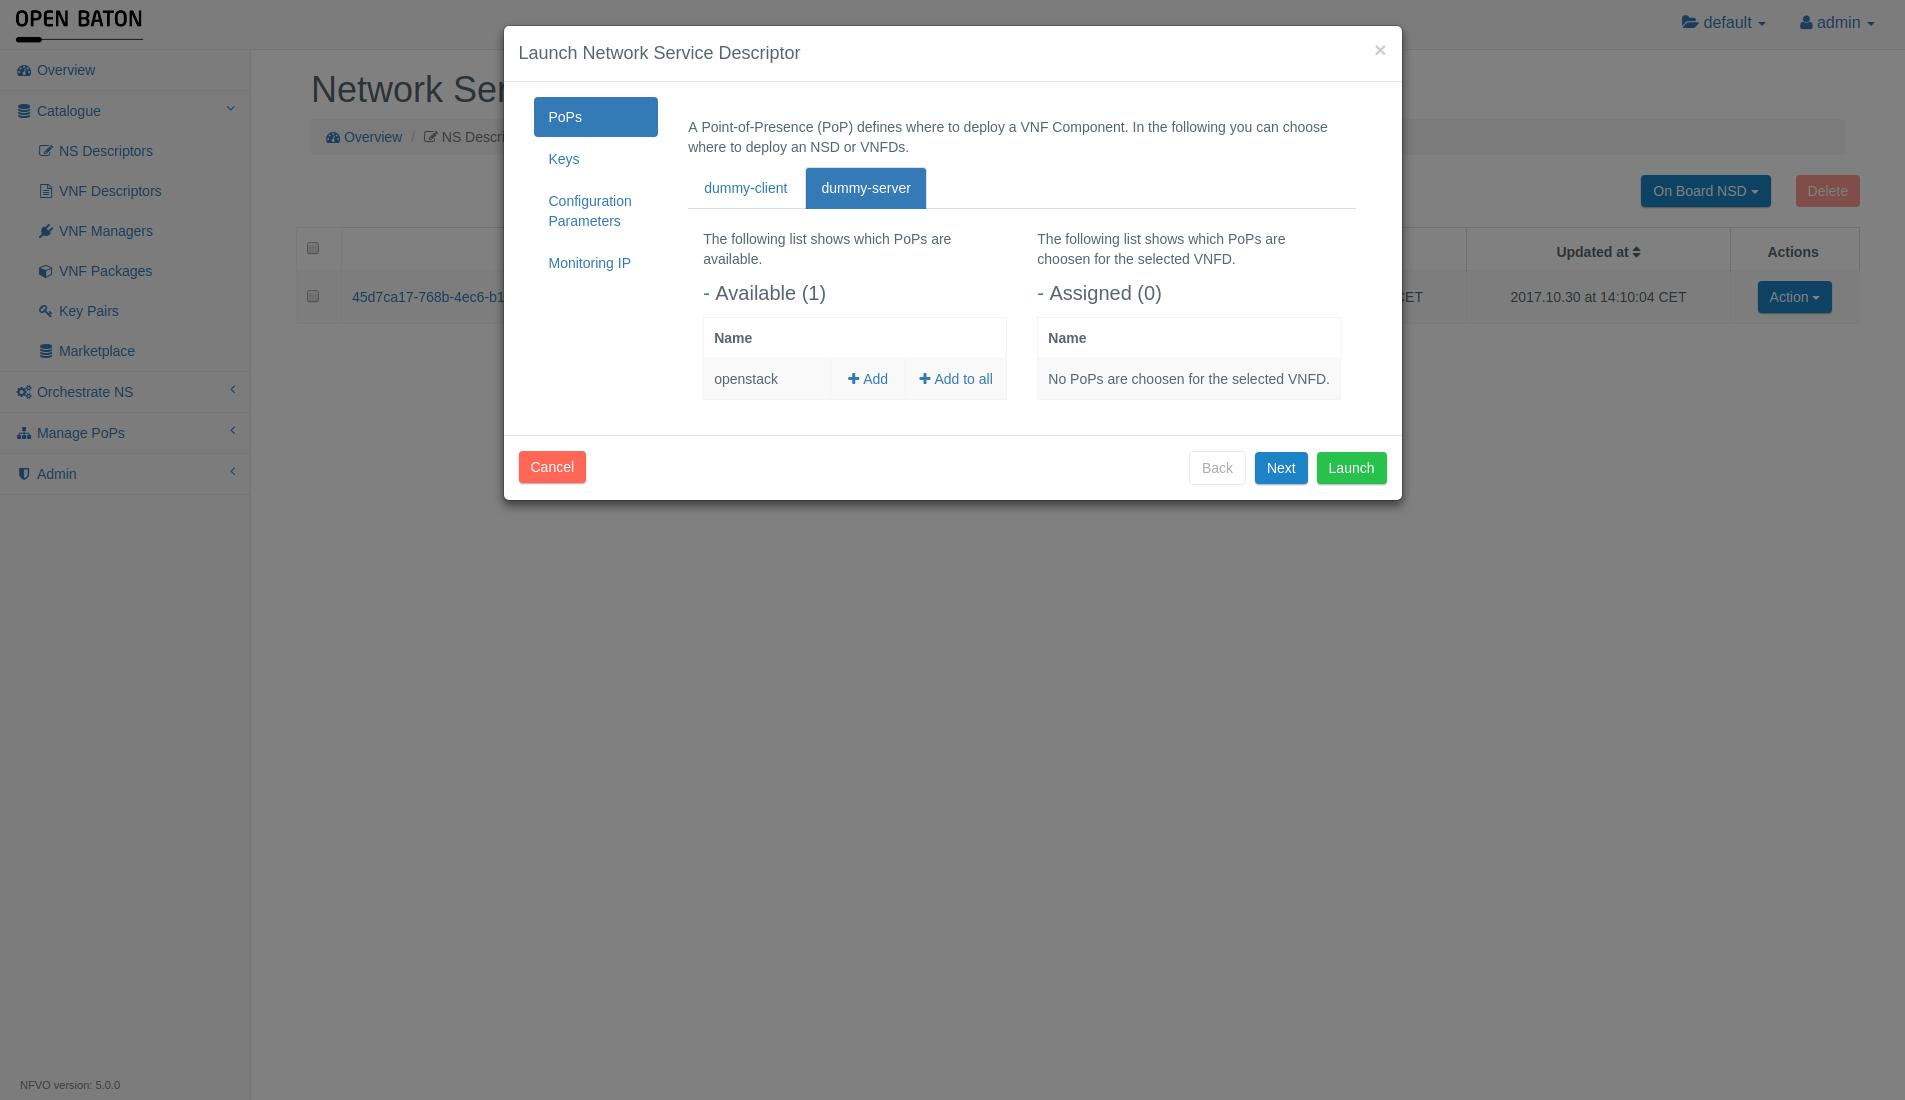 OPEN BATON
default
admin
Overview
Catalogue
NS Descriptors
VNF Descriptors
VNF Managers
VNF Packages
Key Pairs
Marketplace
Orchestrate NS
Manage PoPs
Admin
NFVO version: 5.0.0
Network Ser
Overview / NS Descri
On Board NSD
Delete
Updated at
Actions
45d7ca17-768b-4ec6-b1
CET
2017.10.30 at 14:10:04 CET
Action
Launch Network Service Descriptor
×
PoPs
Keys
Configuration
Parameters
Monitoring IP
A Point-of-Presence (PoP) defines where to deploy a VNF Component. In the following you can choose
where to deploy an NSD or VNFDs.
dummy-client
dummy-server
The following list shows which PoPs are
available.
- Available (1)
Name
openstack
Add
Add to all
The following list shows which PoPs are
choosen for the selected VNFD.
- Assigned (0)
Name
No PoPs are choosen for the selected VNFD.
Cancel
Back
Next
Launch